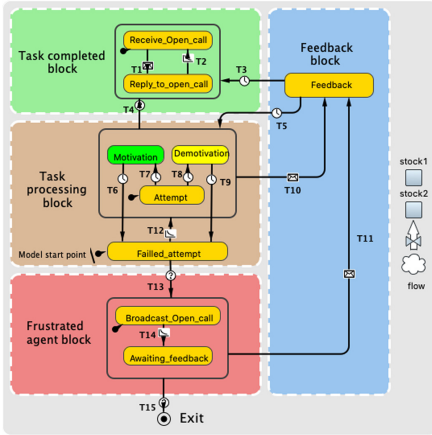 Receive_Open_call
Task completed
block
T1
T2
Reply_to_open_call
T3
Feedback
block
Feedback
T4
T5
Motivation
Demotivation
Task
processing
block
T6
T7
T8
T9
Attempt
T10
T12
Model start point
Failled_attempt
T11
T13
Frustrated
agent block
Broadcast_Open_call
T14
Awaiting_feedback
T15
Exit
stock1
stock2
flow